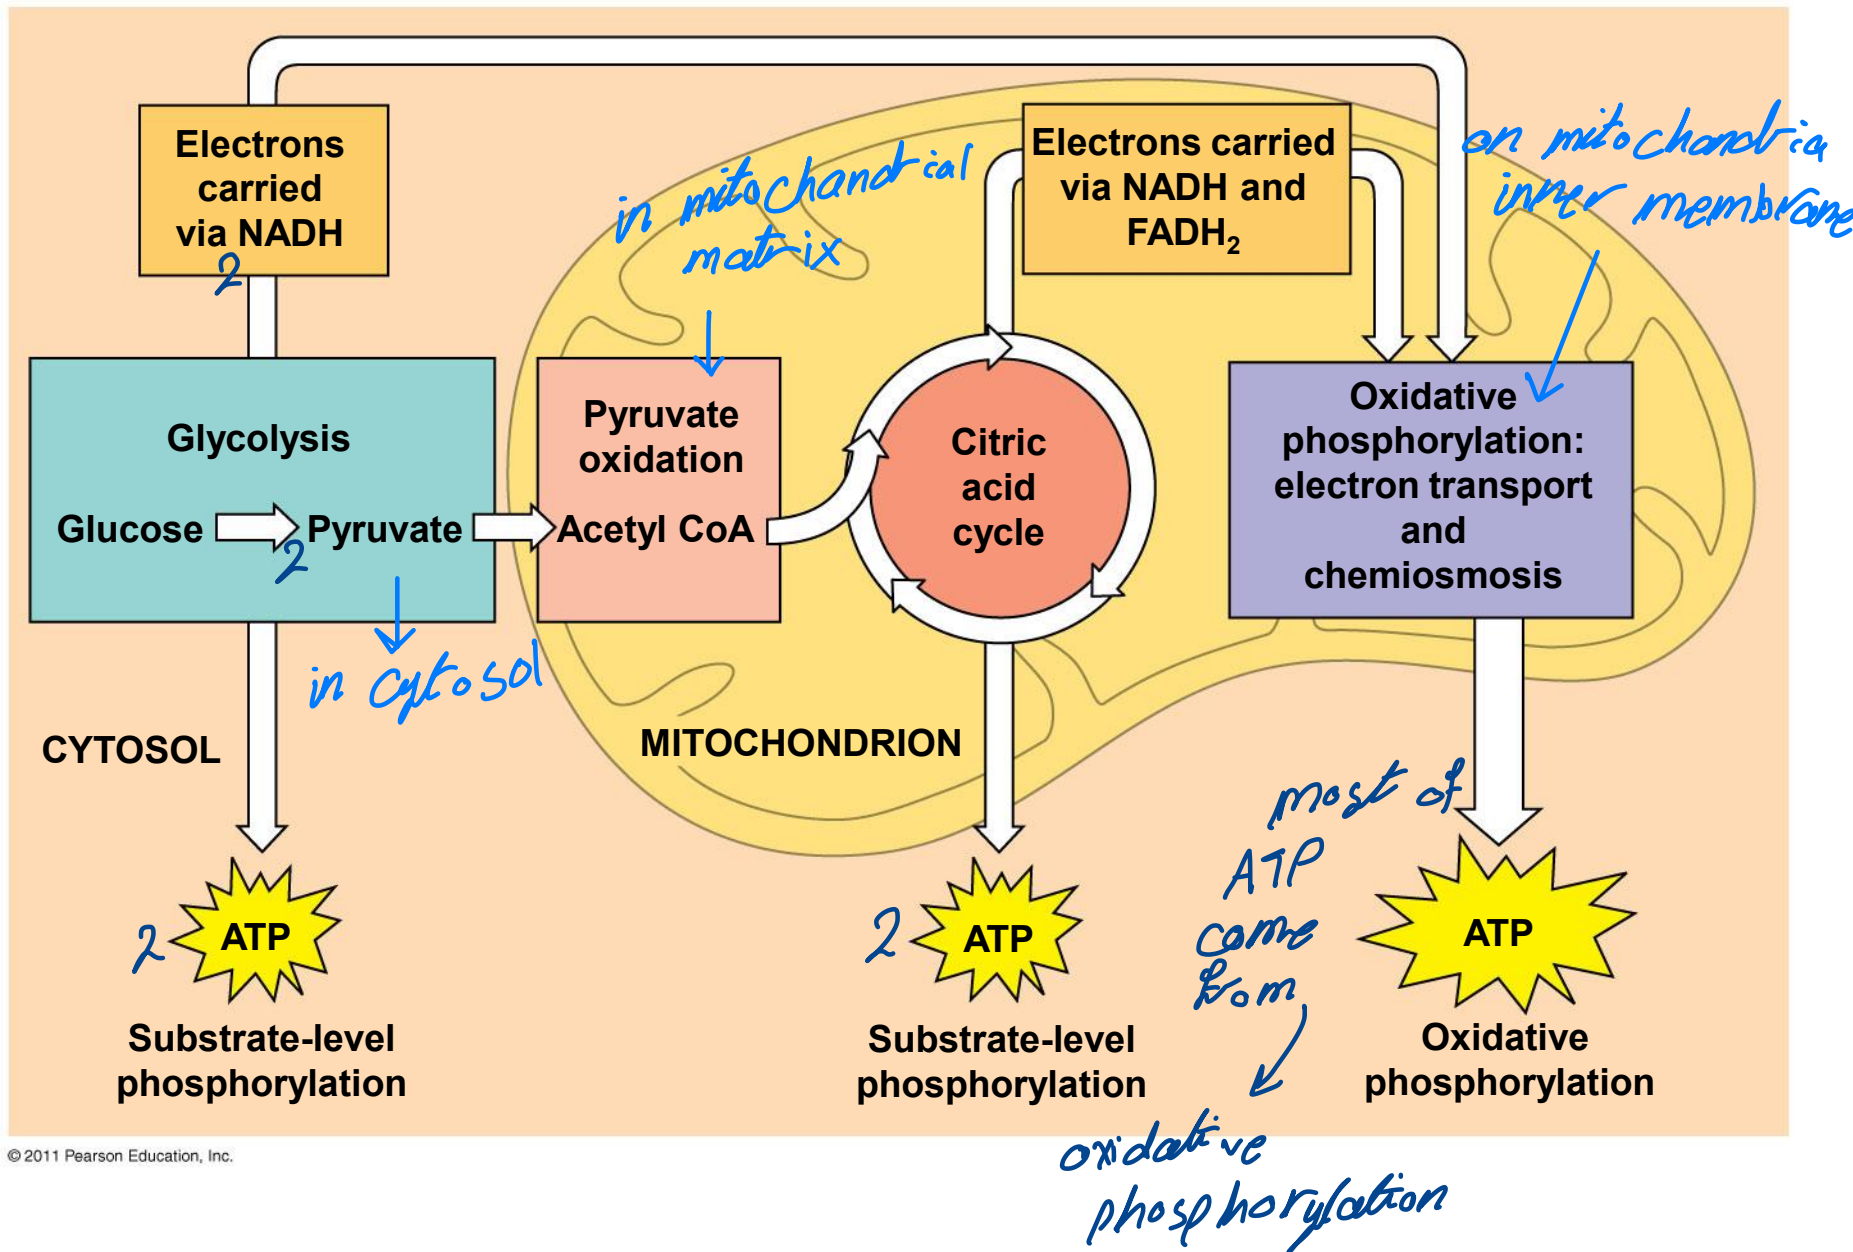 Electrons
carried
via NADH
2
in mitochandrial
matrix
Electrons carried
via NADH and
FADH₂
on mitochandria
inner membrane
Glycolysis
Glucose
2 Pyruvate
in cytosol
Pyruvate
oxidation
Acetyl CoA
Citric
acid
cycle
Oxidative
phosphorylation:
electron transport
and
chemiosmosis
CYTOSOL
MITOCHONDRION
most of
ATP
come
from
oxidative
phosphorylation
2 ATP
Substrate-level
phosphorylation
2 ATP
Substrate-level
phosphorylation
ATP
Oxidative
phosphorylation
© 2011 Pearson Education, Inc.